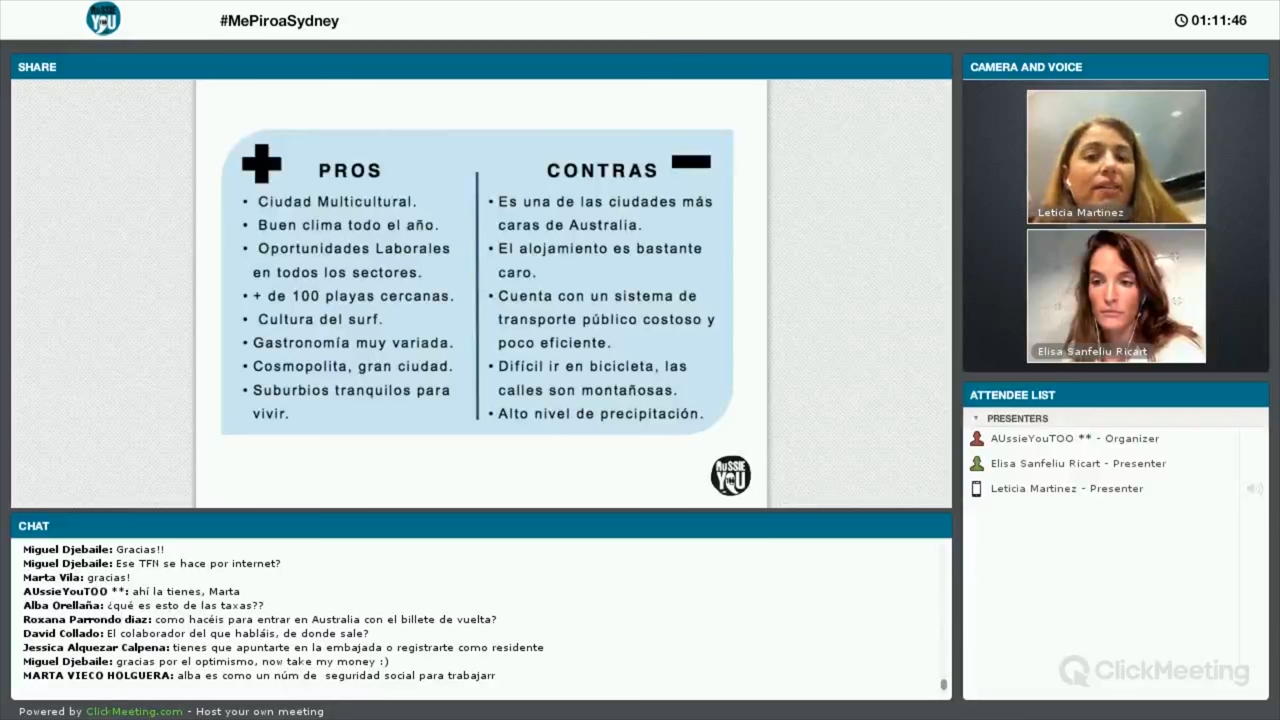 AUSSIE
YOU
TOO
#MePiroaSydney
01:11:46
SHARE
PROS
• Ciudad Multicultural.
• Buen clima todo el año.
• Oportunidades Laborales
en todos los sectores.
• + de 100 playas cercanas.
• Cultura del surf.
• Gastronomía muy variada.
• Cosmopolita, gran ciudad.
• Suburbios tranquilos para
vivir.
CONTRAS
• Es una de las ciudades más
caras de Australia.
• El alojamiento es bastante
caro.
• Cuenta con un sistema de
transporte público costoso y
poco eficiente.
• Difícil ir en bicicleta, las
calles son montañosas.
• Alto nivel de precipitación.
AUSSIE
YOU
TOO
CAMERA AND VOICE
Leticia Martinez
Elisa Sanfeliu Ricart
ATTENDEE LIST
PRESENTERS
AUssieYouTOO ** - Organizer
Elisa Sanfeliu Ricart - Presenter
Leticia Martinez - Presenter
CHAT
Miguel Djebaile: Gracias!!
Miguel Djebaile: Ese TFN se hace por internet?
Marta Vila: gracias!
AUssieYouTOO **: ahí la tienes, Marta
Alba Orellaña: ¿qué es esto de las taxas??
Roxana Parrondo diaz: como hacéis para entrar en Australia con el billete de vuelta?
David Collado: El colaborador del que habláis, de donde sale?
Jessica Alquezar Calpena: tienes que apuntarte en la embajada o registrarte como residente
Miguel Djebaile: gracias por el optimismo, now take my money :)
MARTA VIECO HOLGUERA: alba es como un núm de seguridad social para trabajarr
ClickMeeting
Powered by ClickMeeting.com - Host your own meeting